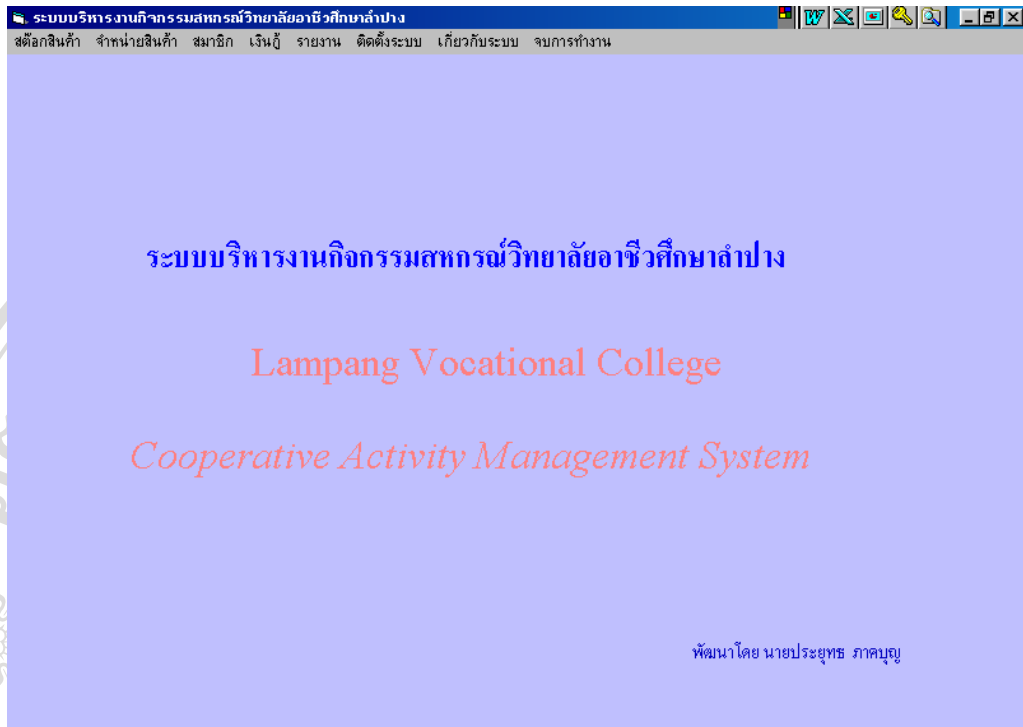 ระบบบริหารงานกิจกรรมสหกรณ์วิทยาลัยอาชีวศึกษาลำปาง
สต๊อกสินค้า จำหน่ายสินค้า สมาชิก เงินกู้ รายงาน ติดตั้งระบบ เกี่ยวกับระบบ จบการทำงาน
ระบบบริหารงานกิจกรรมสหกรณ์วิทยาลัยอาชีวศึกษาลำปาง
Lampang Vocational College
Cooperative Activity Management System
พัฒนาโดย นายประยุทธ ภาคบุญ